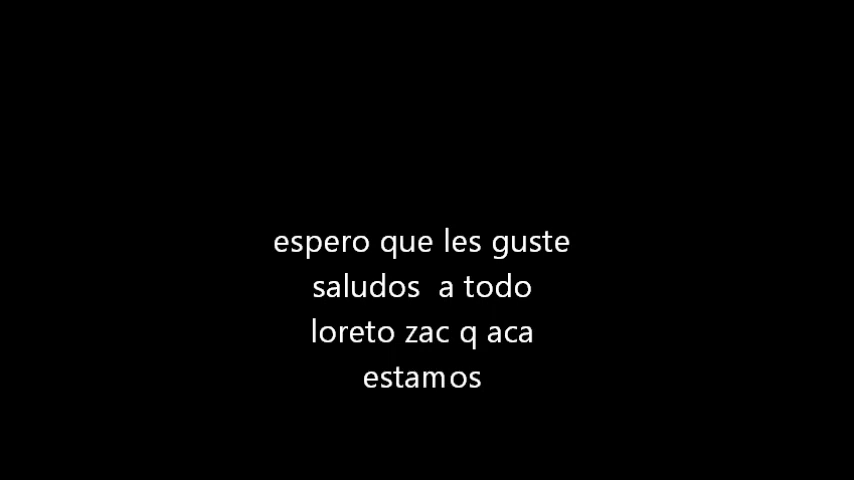 espero que les guste
saludos  a todo
loreto zac q aca
estamos